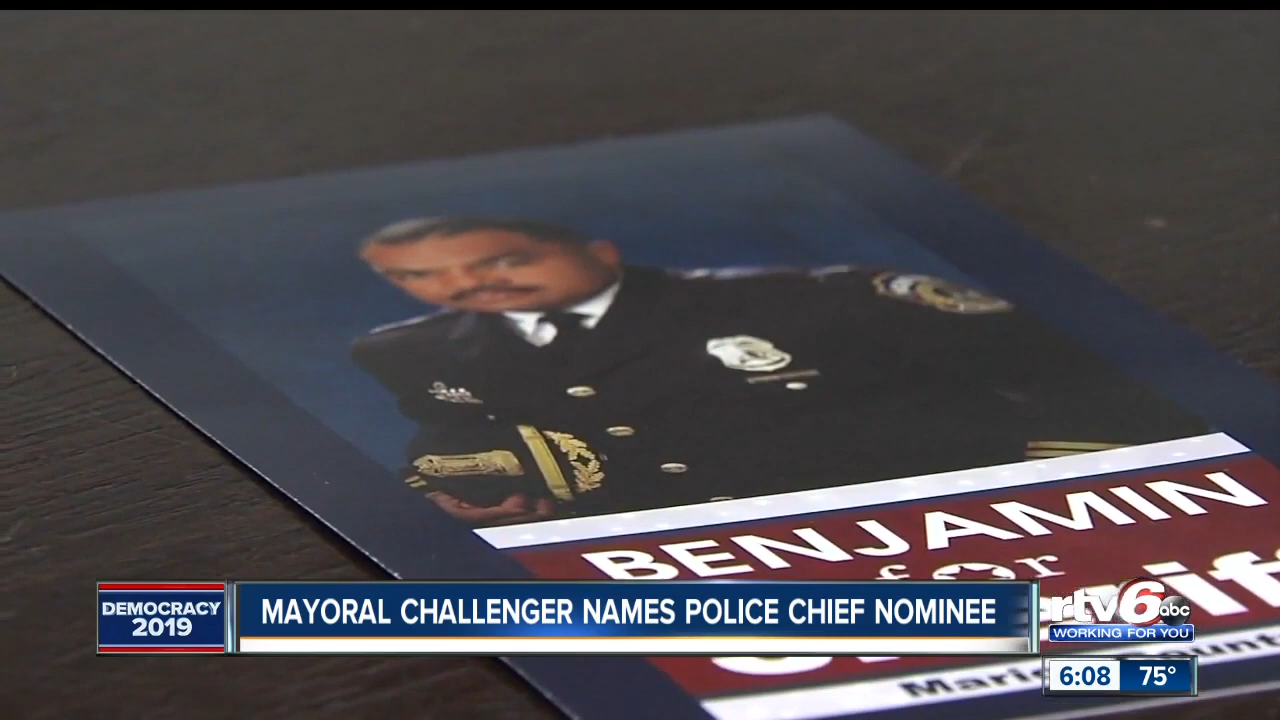 BENJAMIN
for
DEMOCRACY
2019
MAYORAL CHALLENGER NAMES POLICE CHIEF NOMINEE
rtv6 abc
WORKING FOR YOU
6:08 75°